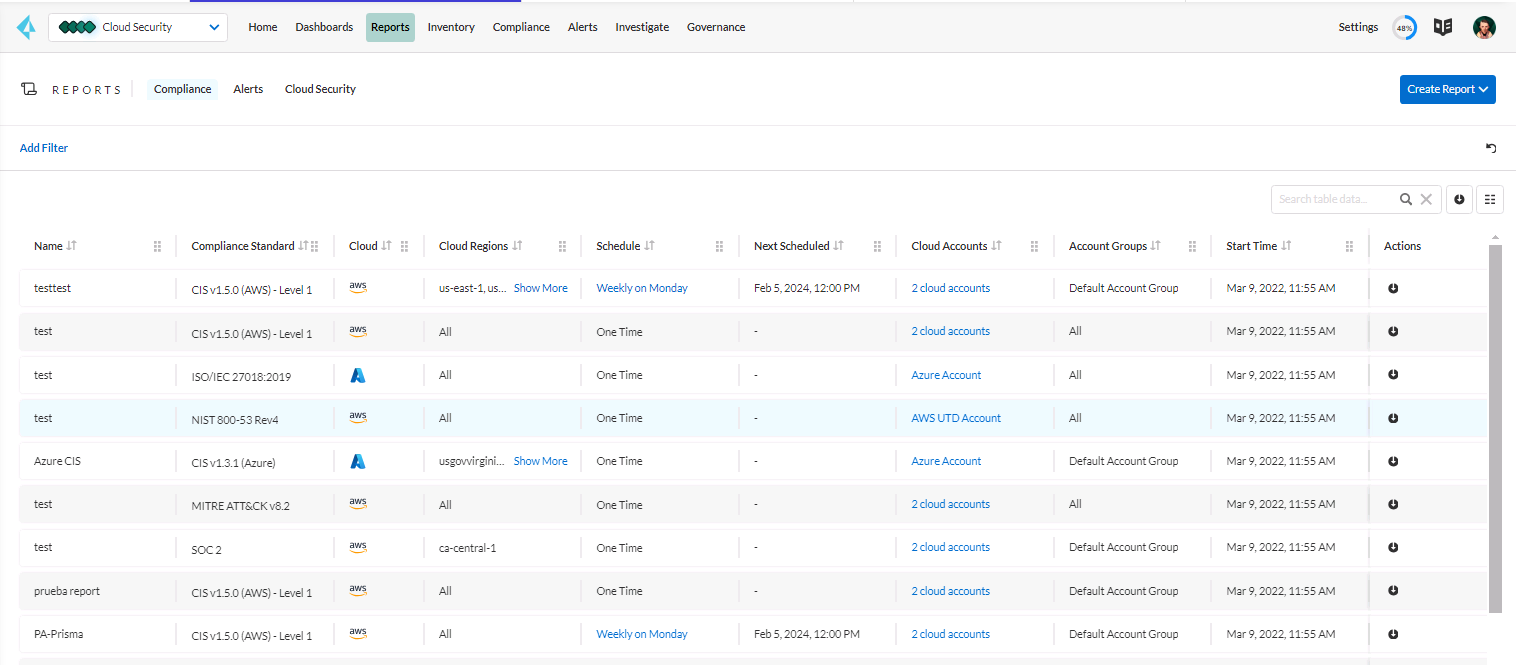 Cloud Security Home Dashboards Reports Inventory Compliance Alerts Investigate Governance Settings 48%
REPORTS Compliance Alerts Cloud Security Create Report
Add Filter
Search table data...
Name Compliance Standard Cloud Cloud Regions Schedule Next Scheduled Cloud Accounts Account Groups Start Time Actions
testtest CIS v1.5.0 (AWS) - Level 1 aws us-east-1, us... Show More Weekly on Monday Feb 5, 2024, 12:00 PM 2 cloud accounts Default Account Group Mar 9, 2022, 11:55 AM
test CIS v1.5.0 (AWS) - Level 1 aws All One Time - 2 cloud accounts All Mar 9, 2022, 11:55 AM
test ISO/IEC 27018:2019 All One Time - Azure Account All Mar 9, 2022, 11:55 AM
test NIST 800-53 Rev4 aws All One Time - AWS UTD Account All Mar 9, 2022, 11:55 AM
Azure CIS CIS v1.3.1 (Azure) usgovvirgini... Show More One Time - Azure Account Default Account Group Mar 9, 2022, 11:55 AM
test MITRE ATT&CK v8.2 aws All One Time - 2 cloud accounts All Mar 9, 2022, 11:55 AM
test SOC 2 aws ca-central-1 One Time - 2 cloud accounts Default Account Group Mar 9, 2022, 11:55 AM
prueba report CIS v1.5.0 (AWS) - Level 1 aws All One Time - 2 cloud accounts Default Account Group Mar 9, 2022, 11:55 AM
PA-Prisma CIS v1.5.0 (AWS) - Level 1 aws All Weekly on Monday Feb 5, 2024, 12:00 PM 2 cloud accounts Default Account Group Mar 9, 2022, 11:55 AM